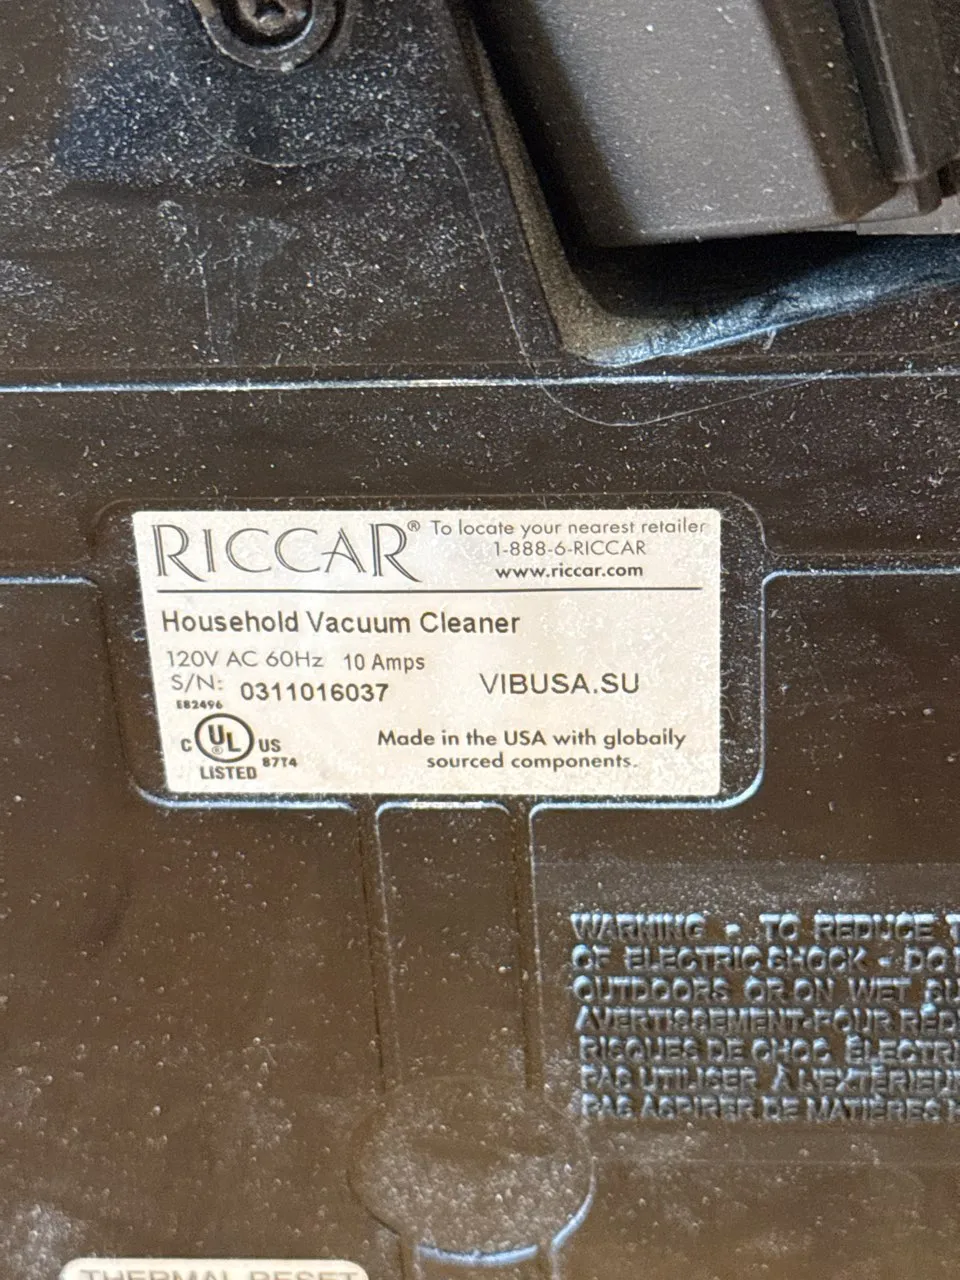 RICCAR® To locate your nearest retailer
1-888-6-RICCAR
www.riccar.com
Household Vacuum Cleaner
120V AC 60Hz 10 Amps
S/N: 0311016037 VIBUSA.SU
E82496
C UL® US
LISTED 87T4
Made in the USA with globally
sourced components.
WARNING - TO REDUCE
OF ELECTRIC SHOCK - DO
OUTDOORS OR ON WET
AVERTISSEMENT-POUR
RISQUES DE CHOC
PAS UTILISER À
PAS ASPIRER DE MATIÈRES
THERMAL RESET